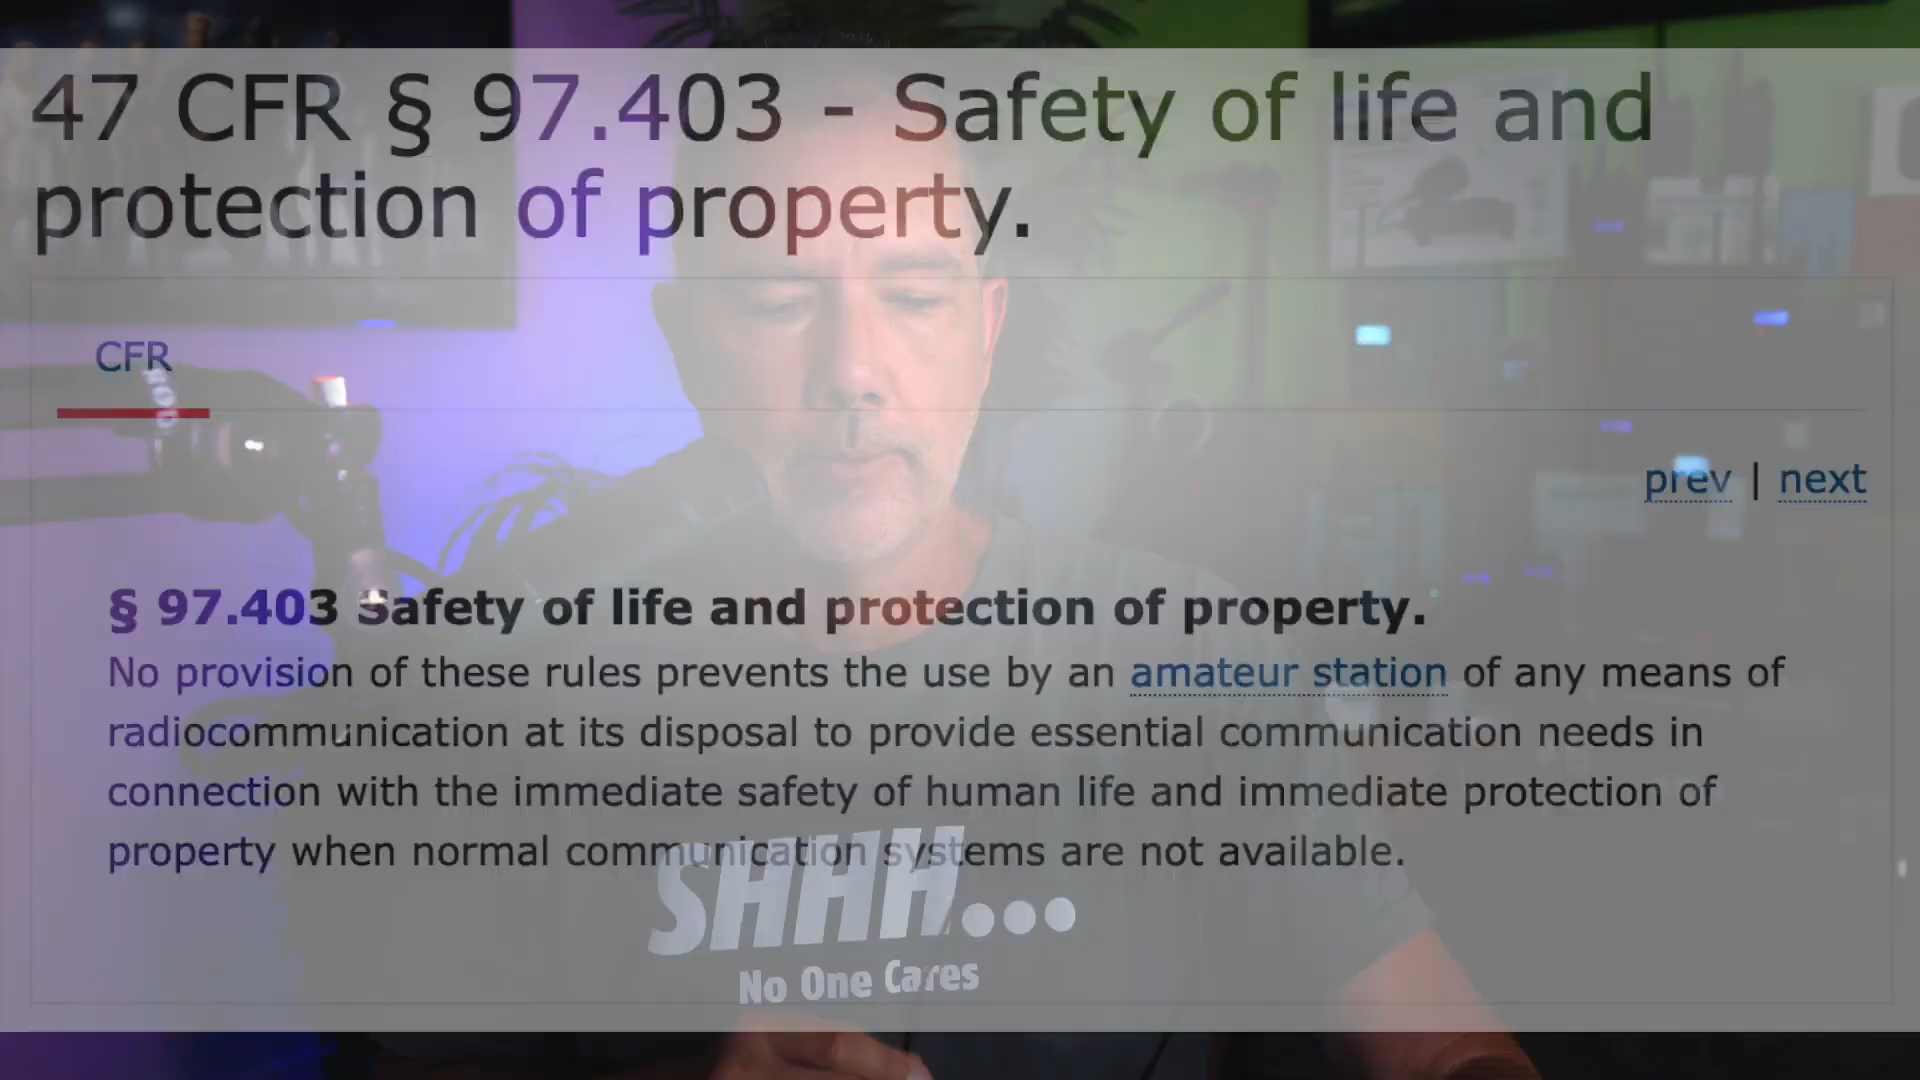 47 CFR § 97.403 - Safety of life and
protection of property.
CFR
prev | next
§ 97.403 Safety of life and protection of property.
No provision of these rules prevents the use by an amateur station of any means of
radiocommunication at its disposal to provide essential communication needs in
connection with the immediate safety of human life and immediate protection of
property when normal communication systems are not available.
SHHH...
No One Cares